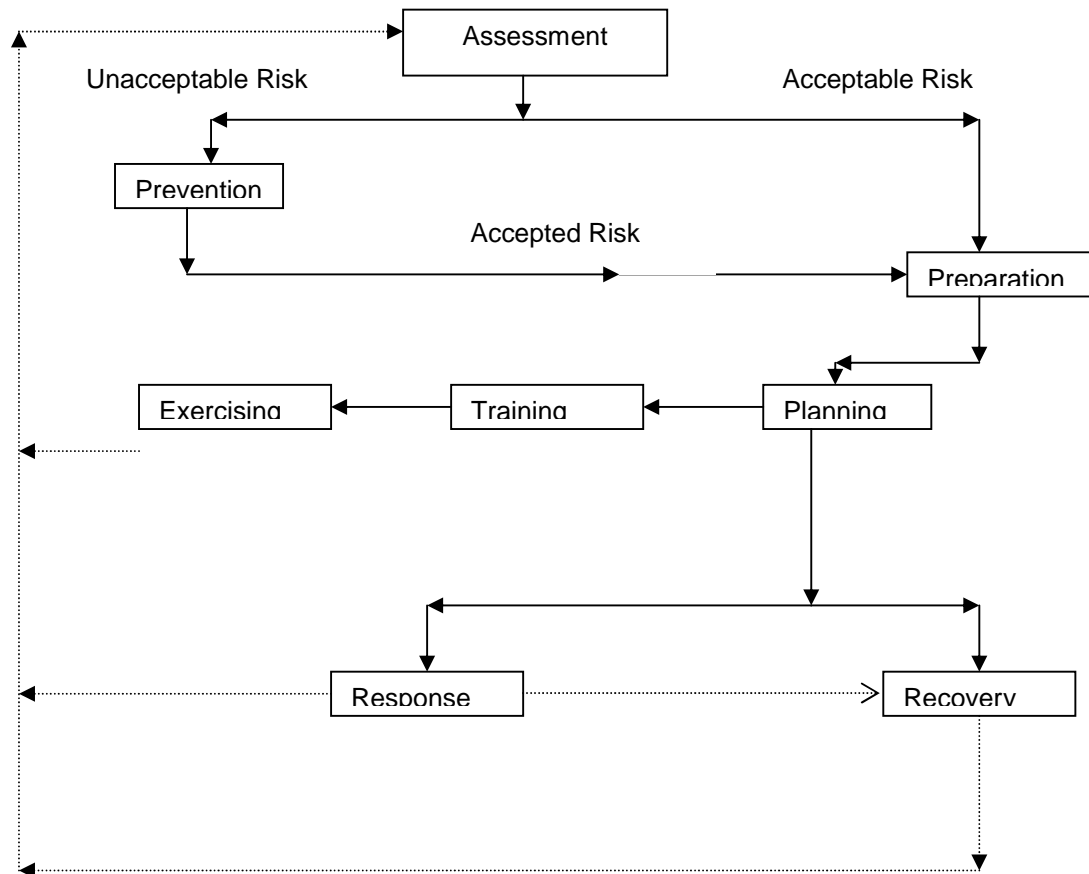 Assessment
Unacceptable Risk
Acceptable Risk
Prevention
Accepted Risk
Preparation
Exercising
Training
Planning
Response
Recovery